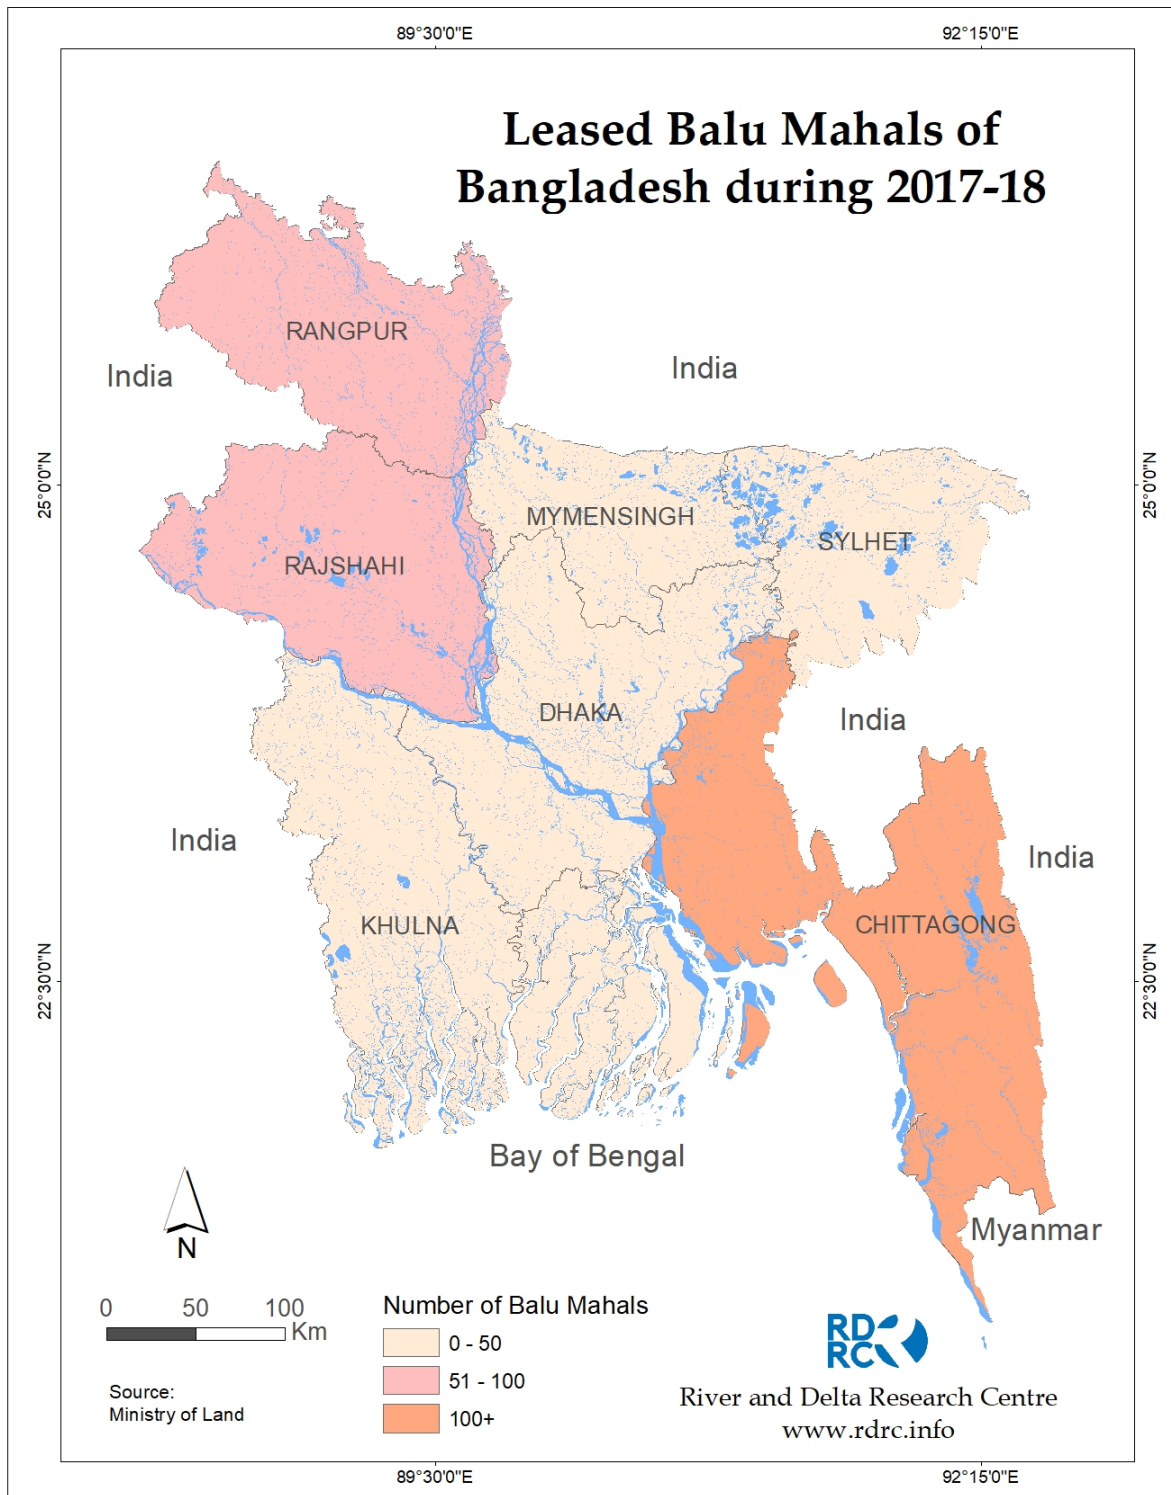 89°30'0"E
92°15'0"E
Leased Balu Mahals of
Bangladesh during 2017-18
RANGPUR
India
India
25°0'0"N
25°0'0"N
MYMENSINGH
SYLHET
RAJSHAHI
DHAKA
India
India
India
KHULNA
CHITTAGONG
22°30'0"N
22°30'0"N
Bay of Bengal
Myanmar
N
0 50 100
Km
Source:
Ministry of Land
Number of Balu Mahals
0 - 50
51 - 100
100+
RD
RC
River and Delta Research Centre
www.rdrc.info
89°30'0"E
92°15'0"E